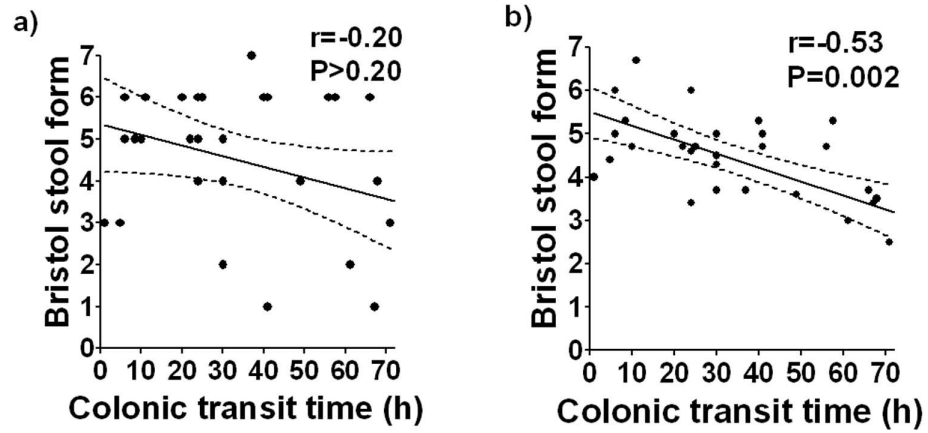 a)
r=-0.20
P>0.20
Bristol stool form
7
6
5
4
3
2
1
0
0 10 20 30 40 50 60 70
Colonic transit time (h)
b)
r=-0.53
P=0.002
Bristol stool form
7
6
5
4
3
2
1
0
0 10 20 30 40 50 60 70
Colonic transit time (h)